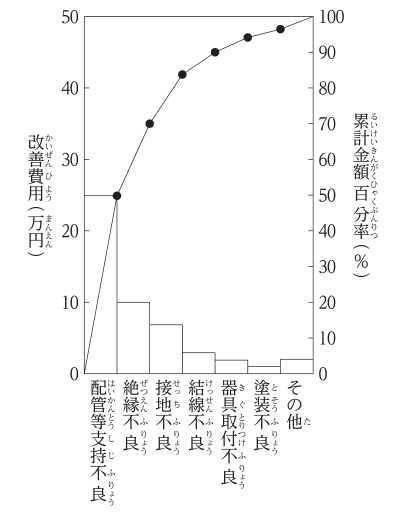 50
40
30
20
10
0
改善費用(万円)
かいぜんひよう まんえん
100
90
80
70
60
50
40
30
20
10
0
累計金額百分率(%)
るいけいきんがくひゃくぶんりつ
配管等支持不良
はいかんとうしじふりょう
絶縁不良
ぜつえんふりょう
接地不良
せっちふりょう
結線不良
けっせんふりょう
器具取付不良
きぐとりつけふりょう
塗装不良
とそうふりょう
その他
た